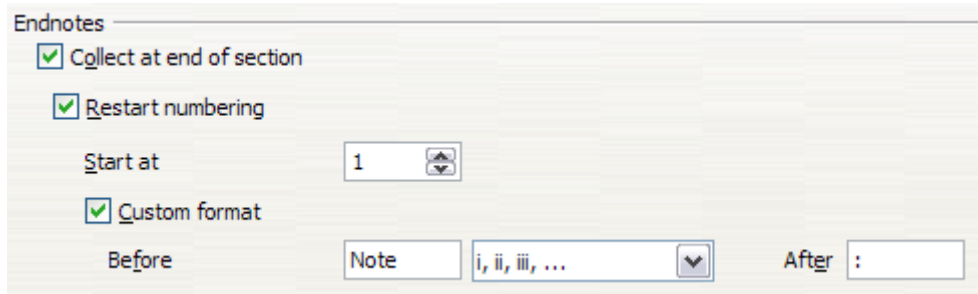 Endnotes
Collect at end of section
Restart numbering
Start at 1
Custom format
Before Note i, ii, iii, ... After :